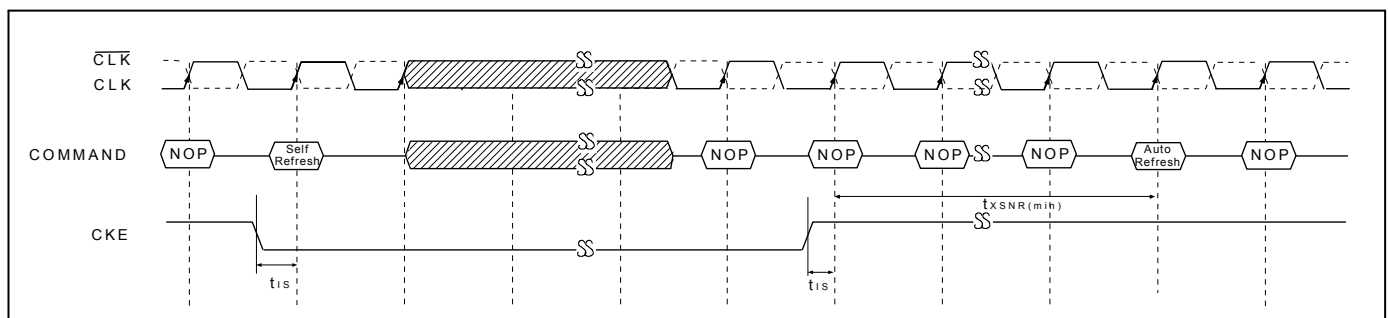 CLK
CLK
COMMAND
NOP
Self
Refresh
NOP
NOP
NOP
NOP
Auto
Refresh
NOP
tXSNR(min)
CKE
tIS
tIS